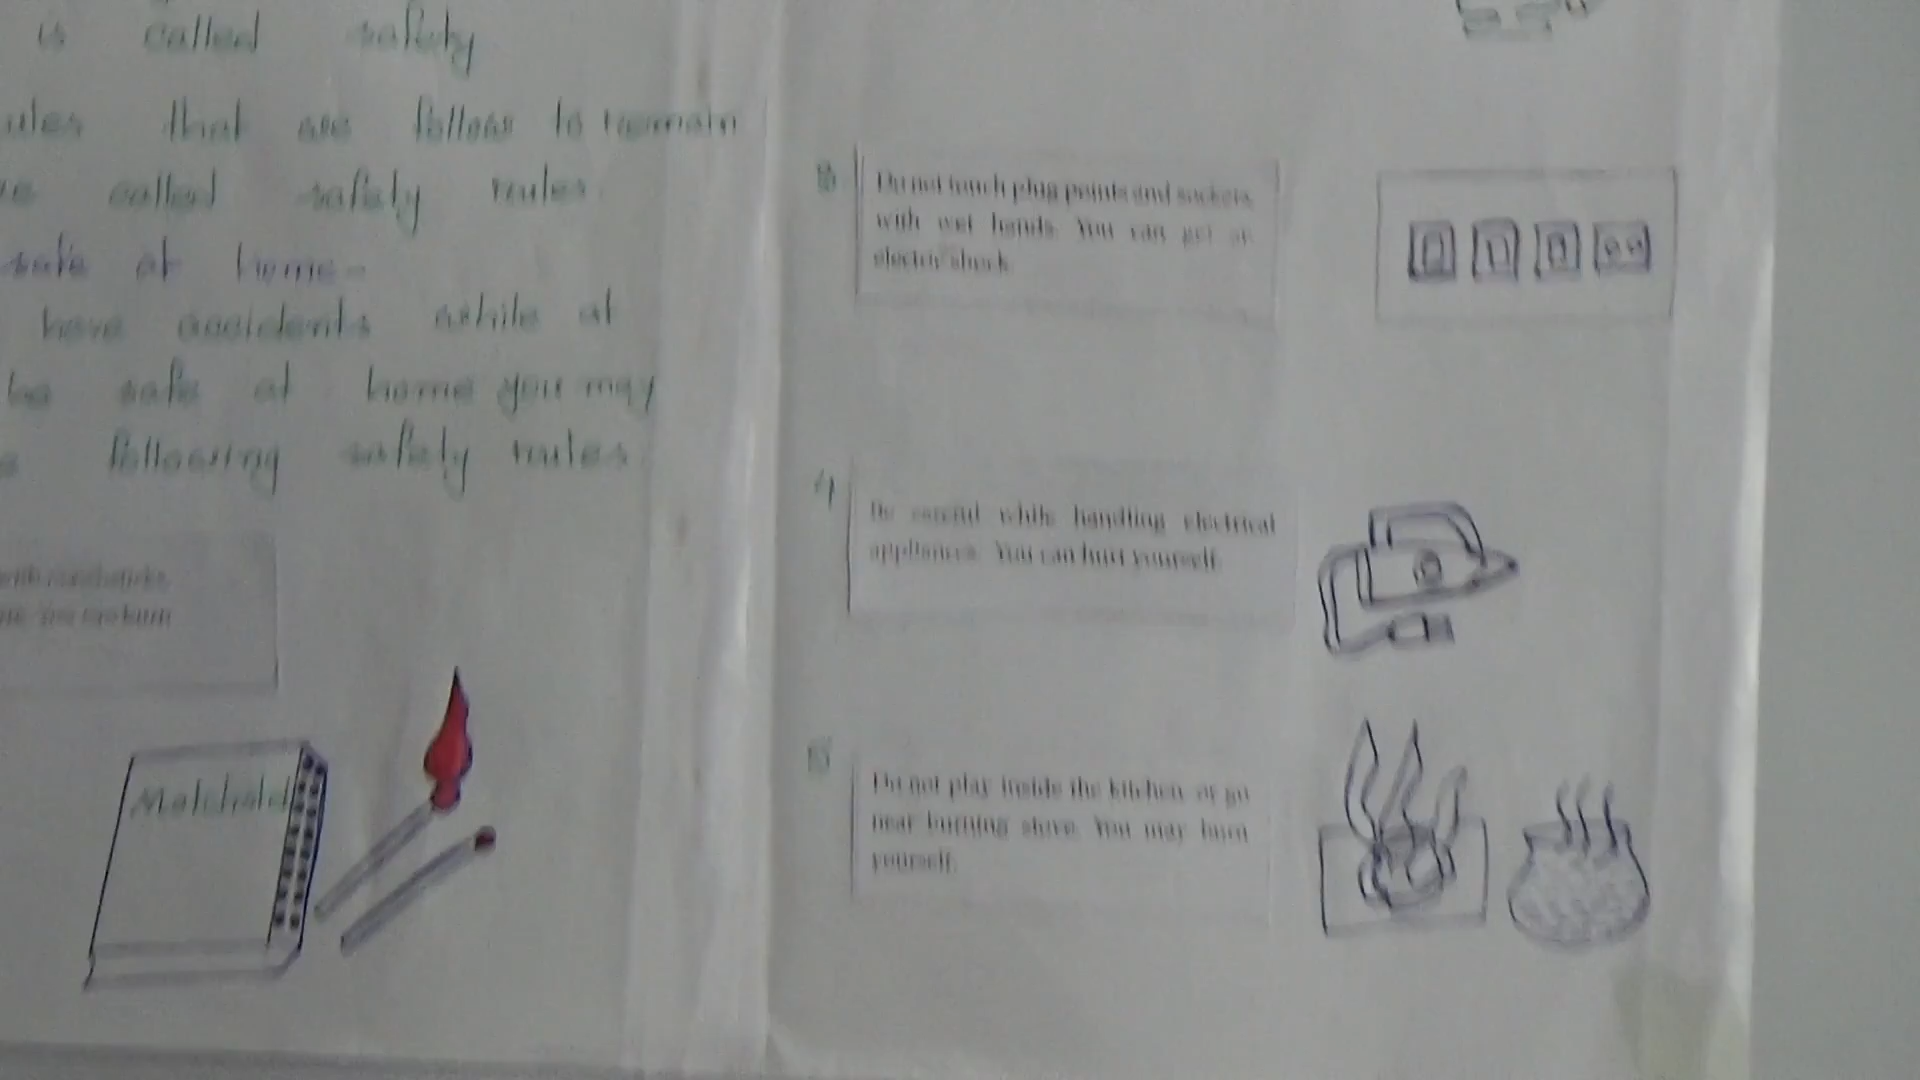 is called safety
rules that are follow to remain
called safety rules
safe at home-
have accidents while at
be safe at home you may
following safety rules
Matchstick
3 Do not touch plug points and sockets
with wet hands. You can get an
electric shock.
4 Be careful while handling electrical
appliances. You can hurt yourself.
5 Do not play inside the kitchen or go
near burning stove. You may burn
yourself.